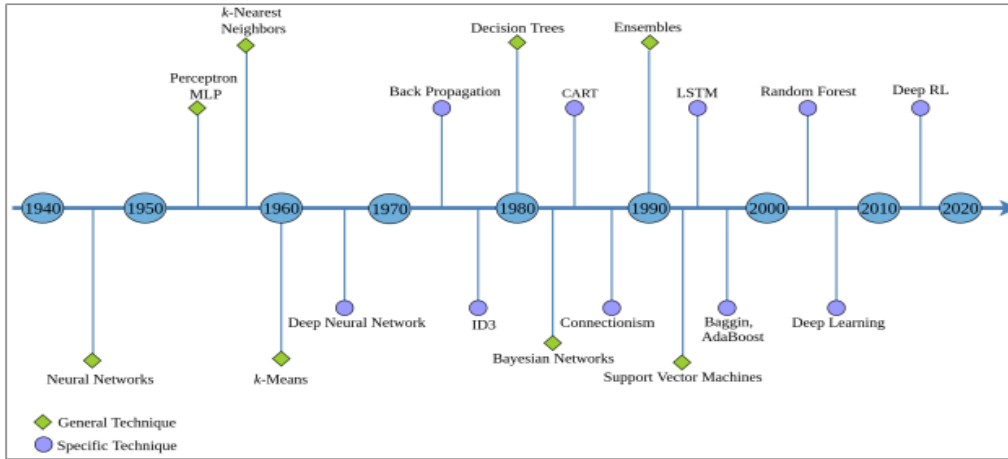 k-Nearest
Neighbors
Decision Trees
Ensembles
Perceptron
MLP
Back Propagation
CART
LSTM
Random Forest
Deep RL
1940
1950
1960
1970
1980
1990
2000
2010
2020
Deep Neural Network
ID3
Connectionism
Baggin,
AdaBoost
Deep Learning
Bayesian Networks
Neural Networks
k-Means
Support Vector Machines
General Technique
Specific Technique